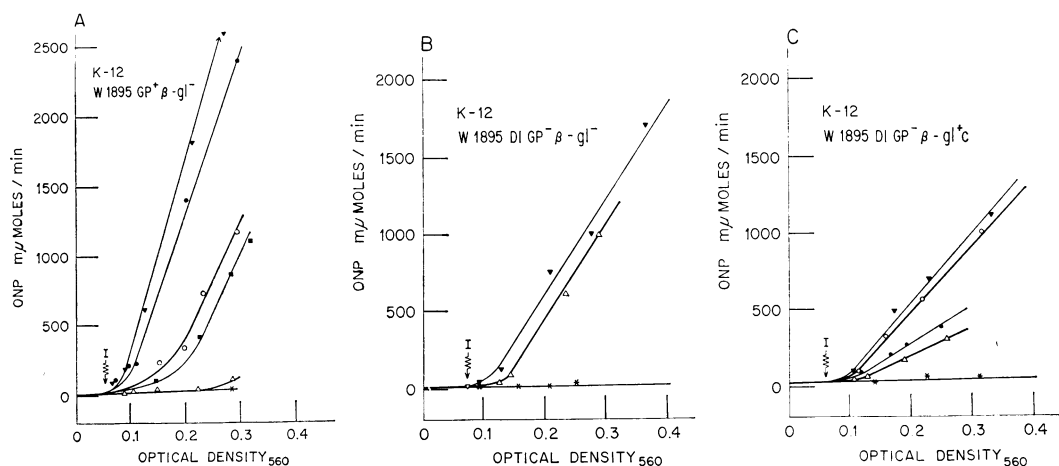 A
ONP mμ MOLES / min
2500
2000
1500
1000
500
0
K-12
W 1895 GP⁺ β-gl⁻
I
0 0.1 0.2 0.3 0.4
OPTICAL DENSITY₅₆₀
B
ONP mμ MOLES / min
2000
1500
1000
500
0
K-12
W 1895 DI GP⁻ β-gl⁻
I
0 0.1 0.2 0.3 0.4
OPTICAL DENSITY₅₆₀
C
ONP mμ MOLES / min
2000
1500
1000
500
0
K-12
W 1895 DI GP⁻ β-gl⁺c
I
0 0.1 0.2 0.3 0.4
OPTICAL DENSITY₅₆₀